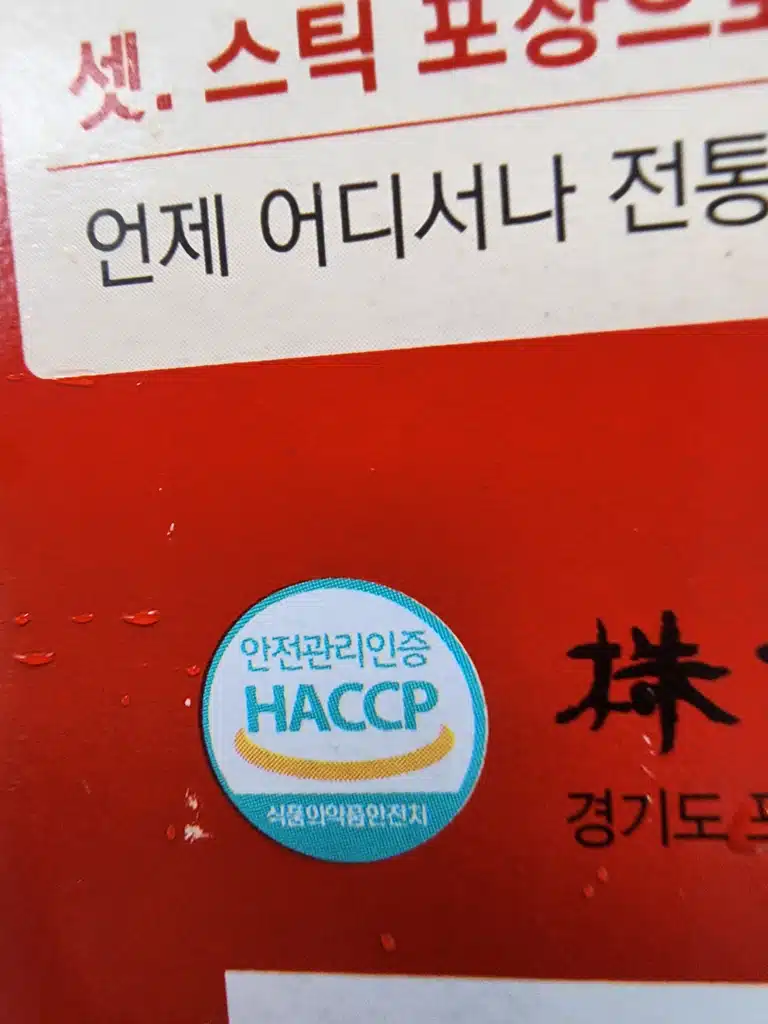 셋. 스틱 포장으로
언제 어디서나 전통
안전관리인증
HACCP
식품의약품안전처
株
경기도